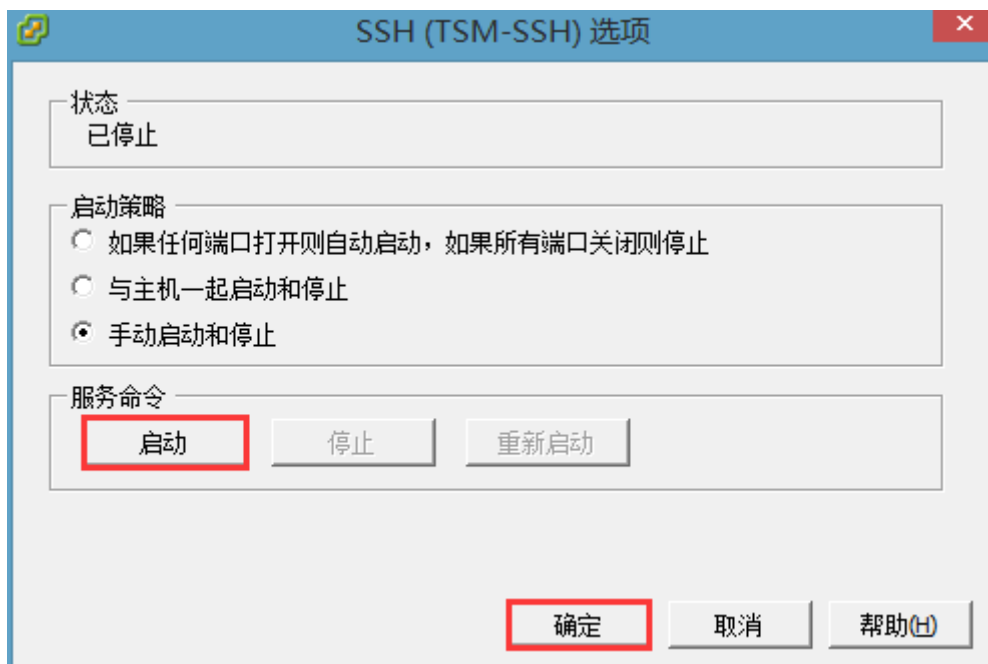 SSH (TSM-SSH) 选项
状态
已停止
启动策略
如果任何端口打开则自动启动，如果所有端口关闭则停止
与主机一起启动和停止
手动启动和停止
服务命令
启动 停止 重新启动
确定 取消 帮助(H)